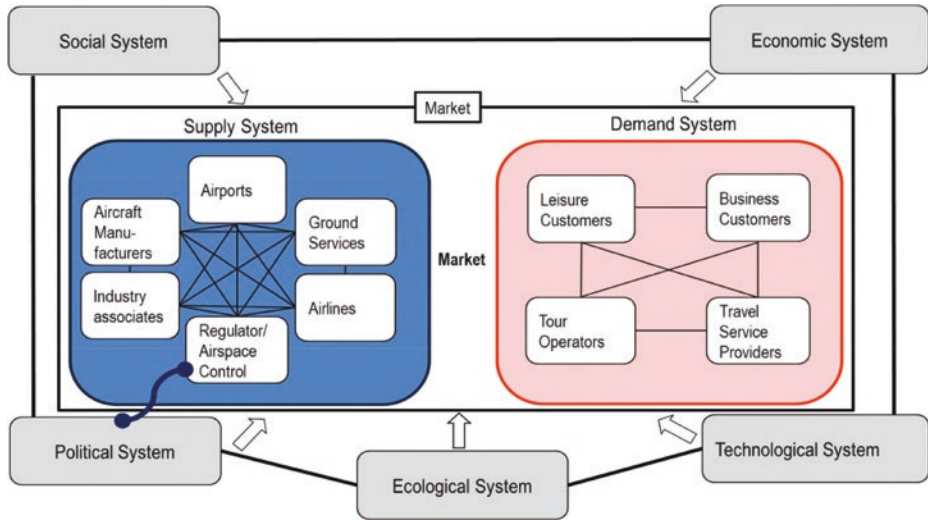 Social System
Economic System
Market
Supply System
Demand System
Airports
Aircraft
Manu-
facturers
Ground
Services
Industry
associates
Airlines
Regulator/
Airspace
Control
Market
Leisure
Customers
Business
Customers
Tour
Operators
Travel
Service
Providers
Political System
Ecological System
Technological System